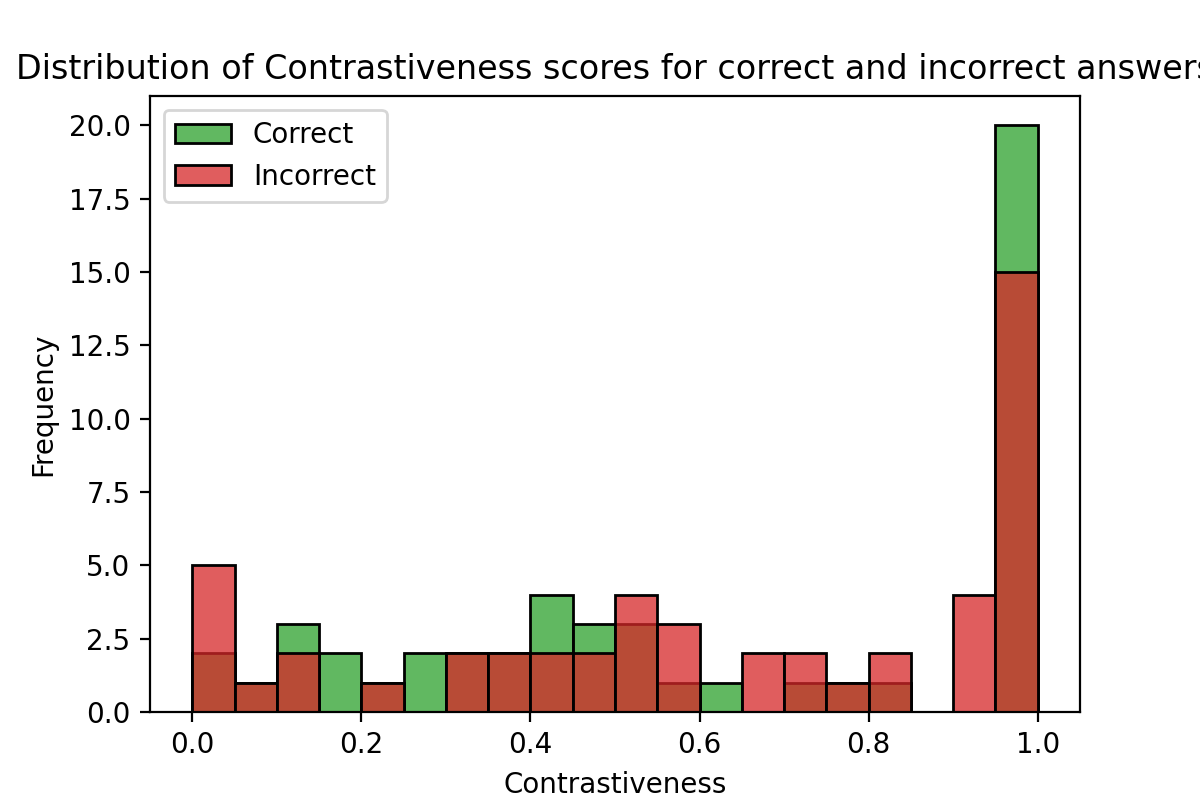 Distribution of Contrastiveness scores for correct and incorrect answers
Correct
Incorrect
20.0
17.5
15.0
12.5
10.0
7.5
5.0
2.5
0.0
Frequency
0.0 0.2 0.4 0.6 0.8 1.0
Contrastiveness